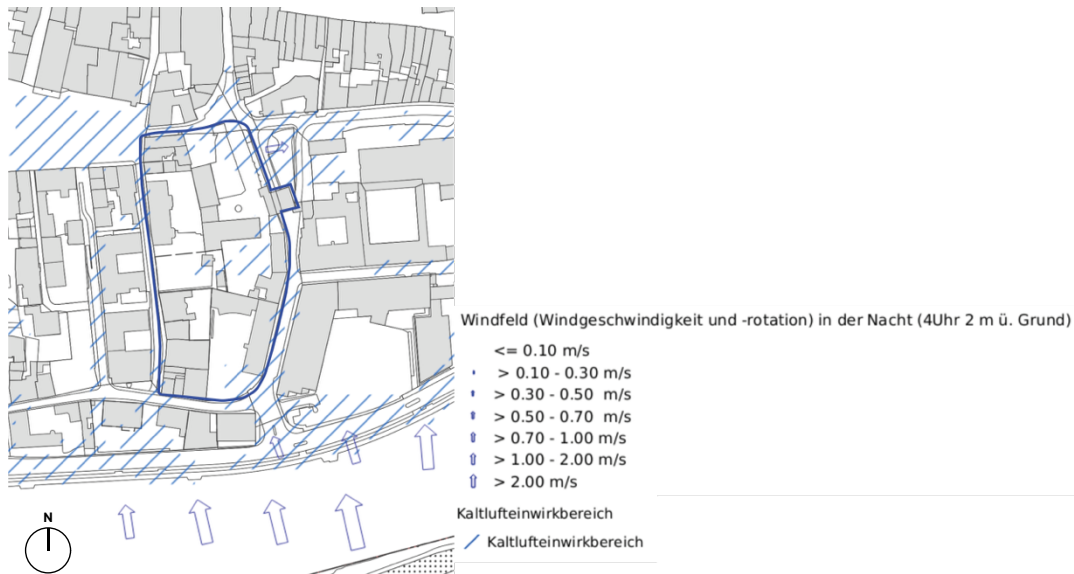 Windfeld (Windgeschwindigkeit und -rotation) in der Nacht (4Uhr 2 m ü. Grund)
<= 0.10 m/s
> 0.10 - 0.30 m/s
> 0.30 - 0.50 m/s
> 0.50 - 0.70 m/s
> 0.70 - 1.00 m/s
> 1.00 - 2.00 m/s
> 2.00 m/s
Kaltlufteinwirkbereich
Kaltlufteinwirkbereich
N